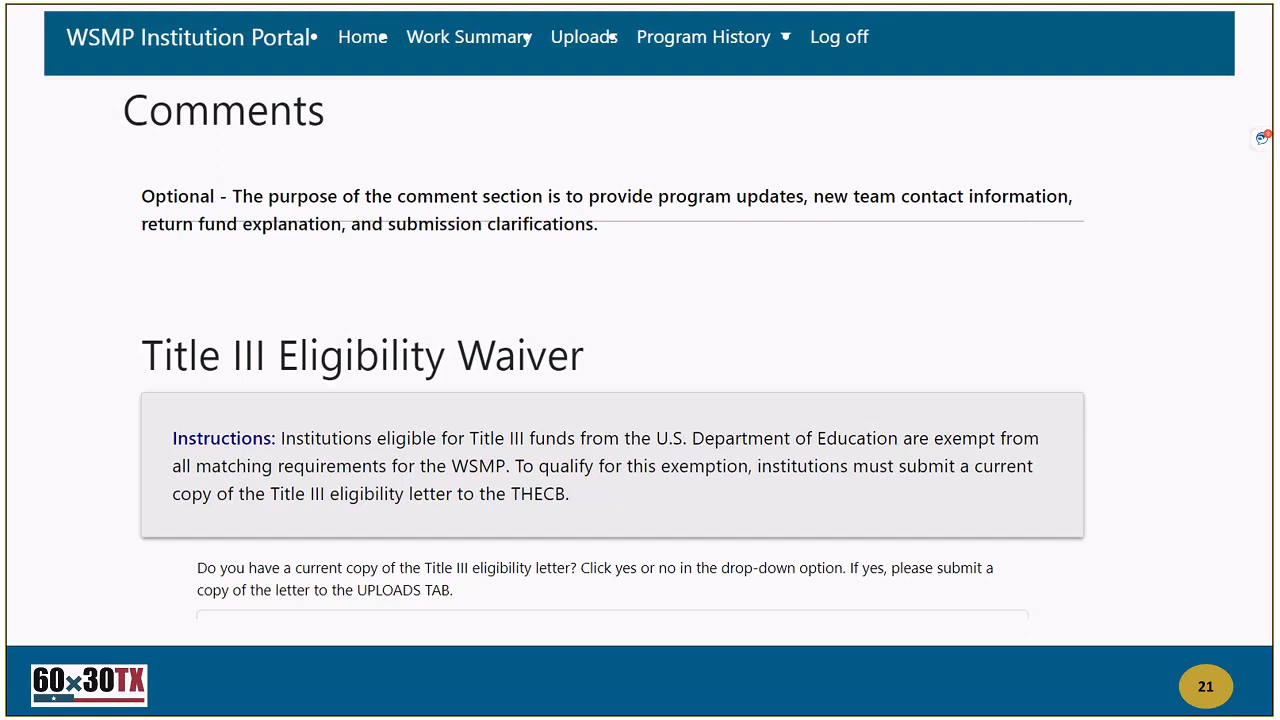 WSMP Institution Portal• Home Work Summary Uploads Program History ▼ Log off
Comments
Optional - The purpose of the comment section is to provide program updates, new team contact information,
return fund explanation, and submission clarifications.
Title III Eligibility Waiver
Instructions: Institutions eligible for Title III funds from the U.S. Department of Education are exempt from
all matching requirements for the WSMP. To qualify for this exemption, institutions must submit a current
copy of the Title III eligibility letter to the THECB.
Do you have a current copy of the Title III eligibility letter? Click yes or no in the drop-down option. If yes, please submit a
copy of the letter to the UPLOADS TAB.
60x30TX
21